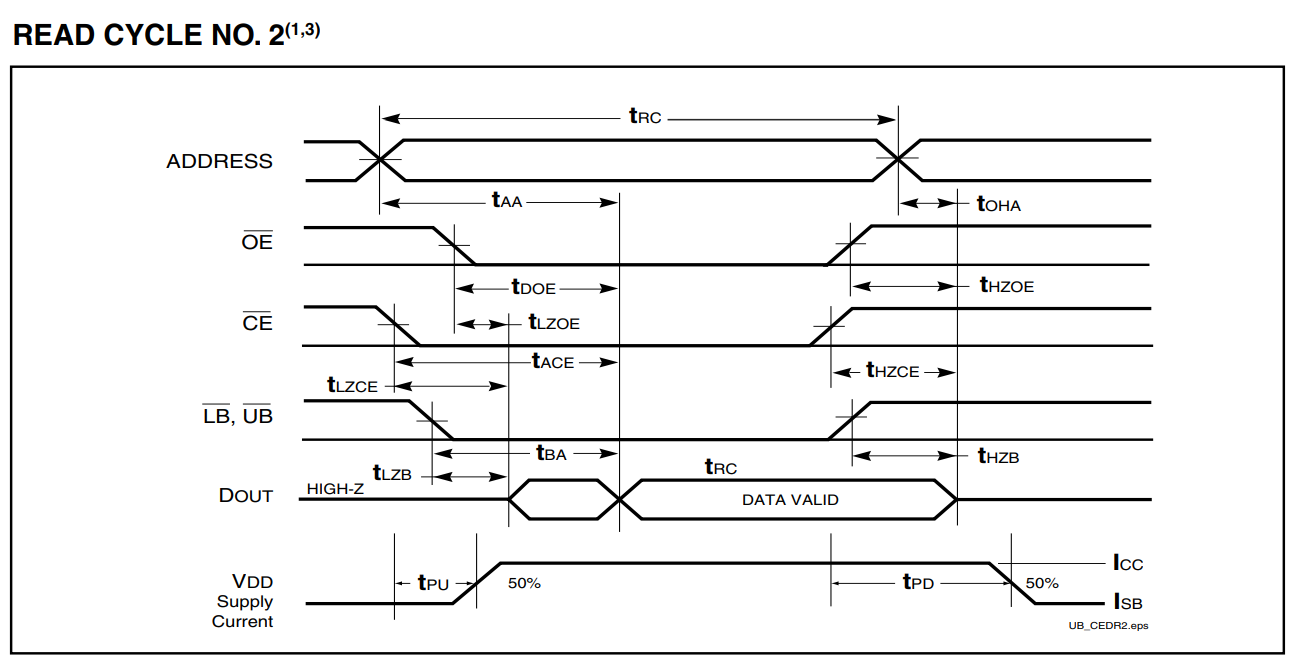 READ CYCLE NO. 2(1,3)
tRC
ADDRESS
tAA
tOHA
OE
tDOE
tHZOE
CE
tLZOE
tACE
tHZCE
tLZCE
LB, UB
tBA
tHZB
tLZB
tRC
DOUT
HIGH-Z
DATA VALID
ICC
VDD
Supply
Current
tPU
50%
tPD
50%
ISB
UB_CEDR2.eps